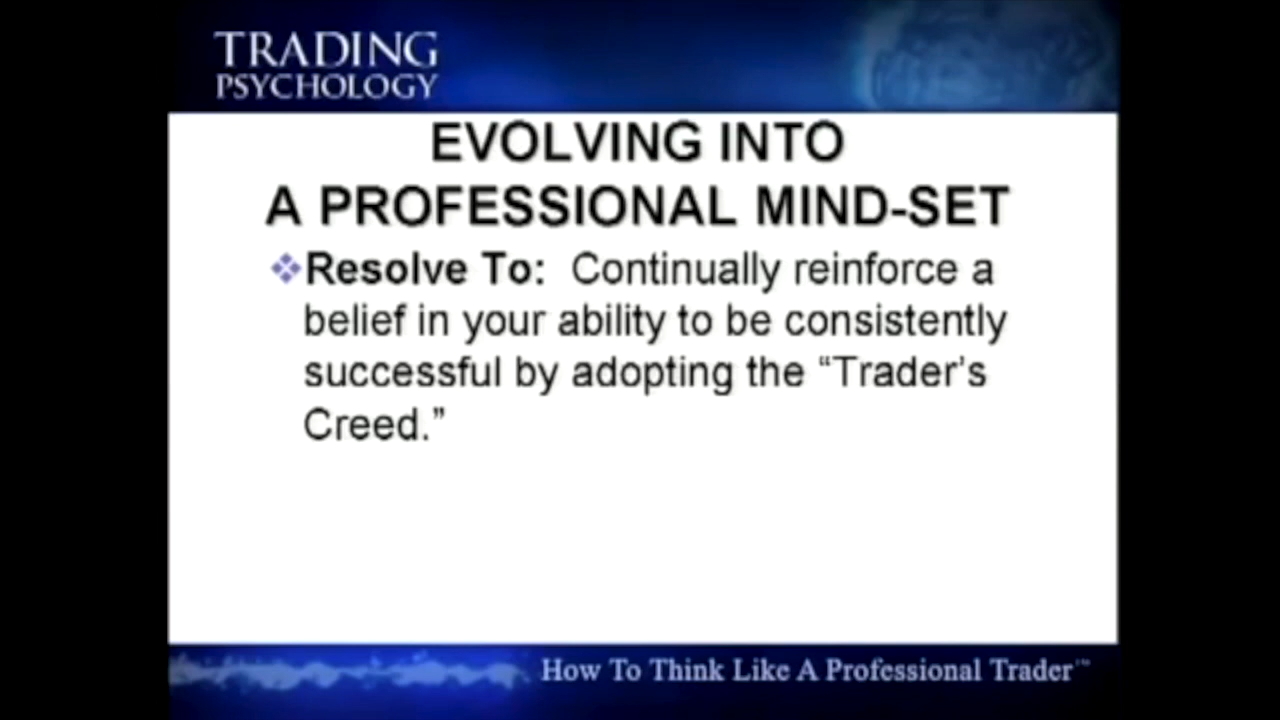 TRADING
PSYCHOLOGY
EVOLVING INTO
A PROFESSIONAL MIND-SET
Resolve To: Continually reinforce a
belief in your ability to be consistently
successful by adopting the “Trader’s
Creed.”
How To Think Like A Professional Trader™